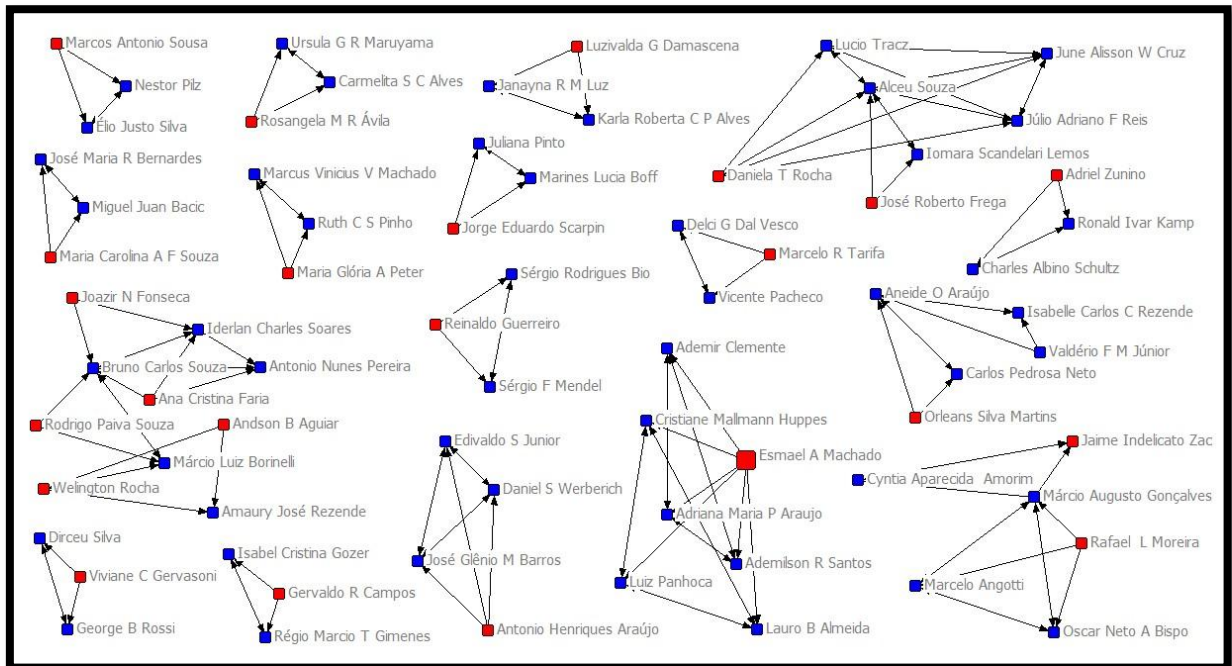 Marcos Antonio Sousa
Nestor Pilz
Élio Justo Silva
Ursula G R Maruyama
Carmelita S C Alves
Rosangela M R Ávila
Luzivalda G Damascena
Janayna R M Luz
Karla Roberta C P Alves
Lucio Tracz
June Alisson W Cruz
Alceu Souza
Júlio Adriano F Reis
Iomara Scandelari Lemos
Daniela T Rocha
José Roberto Frega
José Maria R Bernardes
Miguel Juan Bacic
Maria Carolina A F Souza
Marcus Vinicius V Machado
Ruth C S Pinho
Maria Glória A Peter
Juliana Pinto
Marines Lucia Boff
Jorge Eduardo Scarpin
Delci G Dal Vesco
Marcelo R Tarifa
Vicente Pacheco
Adriel Zunino
Ronald Ivar Kamp
Charles Albino Schultz
Joazir N Fonseca
Iderlan Charles Soares
Bruno Carlos Souza
Antonio Nunes Pereira
Ana Cristina Faria
Rodrigo Paiva Souza
Andson B Aguiar
Márcio Luiz Borinelli
Welington Rocha
Amaury José Rezende
Sérgio Rodrigues Bio
Reinaldo Guerreiro
Sérgio F Mendel
Aneide O Araújo
Isabelle Carlos C Rezende
Valdério F M Júnior
Carlos Pedrosa Neto
Orleans Silva Martins
Ademir Clemente
Cristiane Mallmann Huppes
Esmael A Machado
Adriana Maria P Araujo
Ademilson R Santos
Luiz Panhoca
Lauro B Almeida
Edivaldo S Junior
Daniel S Werberich
José Glênio M Barros
Antonio Henriques Araújo
Jaime Indelicato Zac
Cyntia Aparecida Amorim
Márcio Augusto Gonçalves
Rafael L Moreira
Marcelo Angotti
Oscar Neto A Bispo
Dirceu Silva
Viviane C Gervasoni
George B Rossi
Isabel Cristina Gozer
Gervaldo R Campos
Régio Marcio T Gimenes